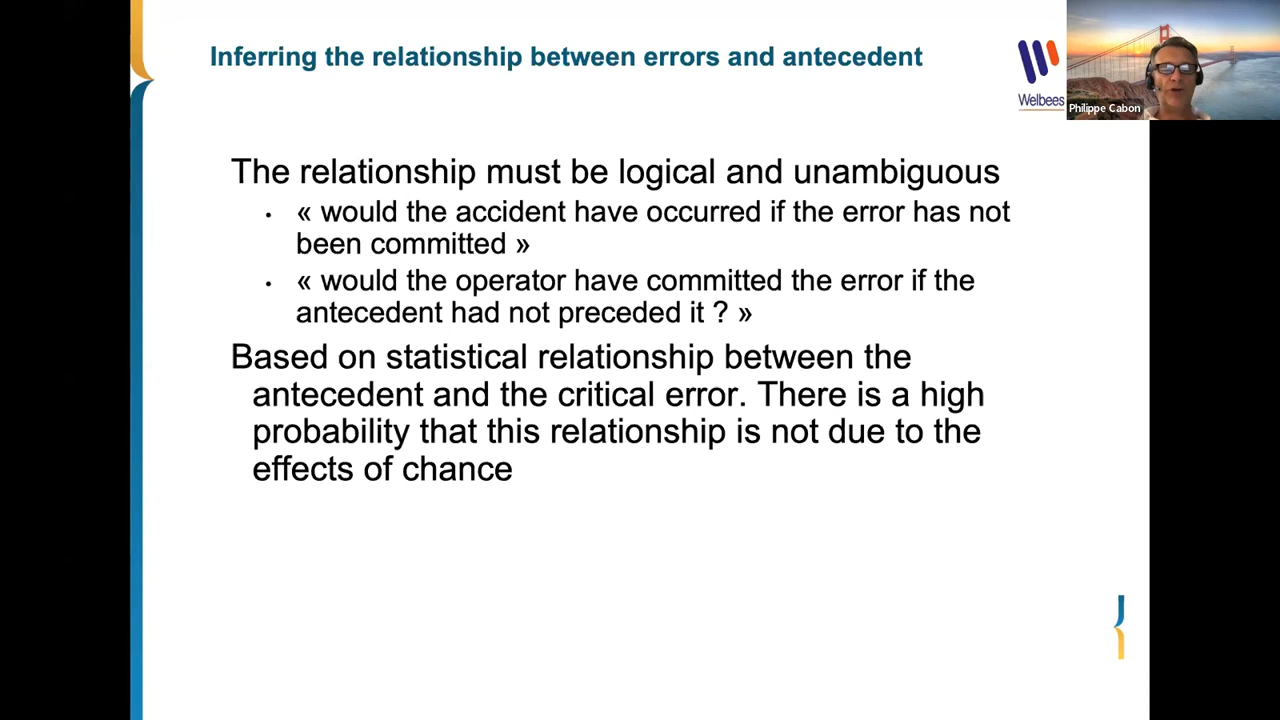 Inferring the relationship between errors and antecedent
Welbees
Philippe Cabon
The relationship must be logical and unambiguous
• « would the accident have occurred if the error has not
been committed »
• « would the operator have committed the error if the
antecedent had not preceded it ? »
Based on statistical relationship between the
antecedent and the critical error. There is a high
probability that this relationship is not due to the
effects of chance